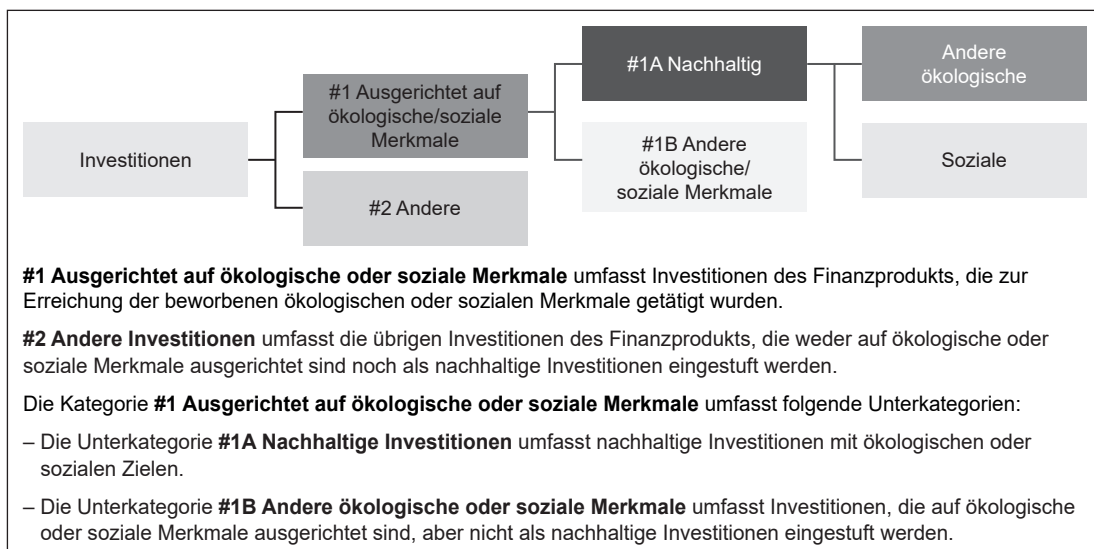 Investitionen
#1 Ausgerichtet auf
ökologische/soziale
Merkmale
#2 Andere
#1A Nachhaltig
#1B Andere
ökologische/
soziale Merkmale
Andere
ökologische
Soziale
#1 Ausgerichtet auf ökologische oder soziale Merkmale umfasst Investitionen des Finanzprodukts, die zur
Erreichung der beworbenen ökologischen oder sozialen Merkmale getätigt wurden.
#2 Andere Investitionen umfasst die übrigen Investitionen des Finanzprodukts, die weder auf ökologische oder
soziale Merkmale ausgerichtet sind noch als nachhaltige Investitionen eingestuft werden.
Die Kategorie #1 Ausgerichtet auf ökologische oder soziale Merkmale umfasst folgende Unterkategorien:
– Die Unterkategorie #1A Nachhaltige Investitionen umfasst nachhaltige Investitionen mit ökologischen oder
sozialen Zielen.
– Die Unterkategorie #1B Andere ökologische oder soziale Merkmale umfasst Investitionen, die auf ökologische
oder soziale Merkmale ausgerichtet sind, aber nicht als nachhaltige Investitionen eingestuft werden.